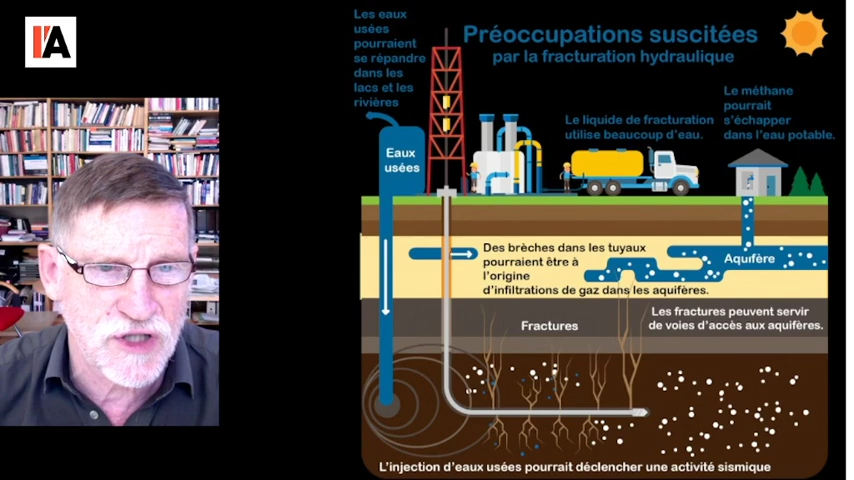 I'A
Préoccupations suscitées
par la fracturation hydraulique
Les eaux
usées
pourraient
se répandre
dans les
lacs et les
rivières
Eaux
usées
Le liquide de fracturation
utilise beaucoup d'eau.
Le méthane
pourrait
s'échapper
dans l'eau potable.
Des brèches dans les tuyaux
pourraient être à
l'origine
d'infiltrations de gaz dans les aquifères.
Aquifère
Fractures
Les fractures peuvent servir
de voies d'accès aux aquifères.
L'injection d'eaux usées pourrait déclencher une activité sismique